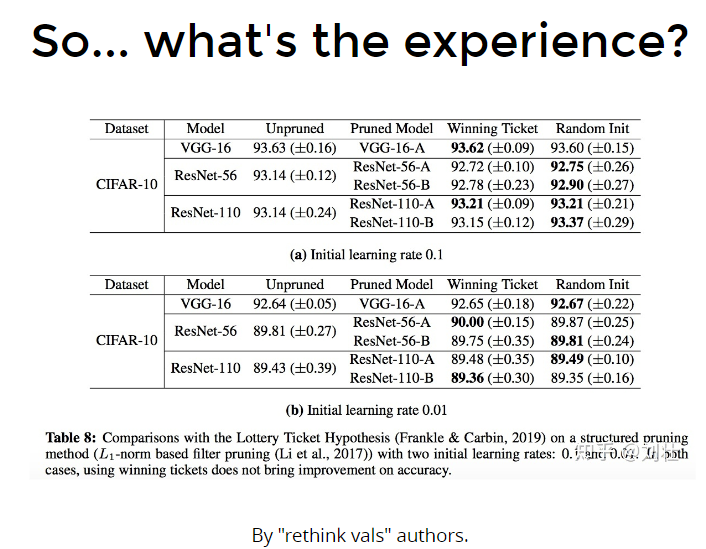 So... what's the experience?
Dataset Model Unpruned Pruned Model Winning Ticket Random Init
VGG-16 93.63 (±0.16) VGG-16-A 93.62 (±0.09) 93.60 (±0.15)
CIFAR-10 ResNet-56 93.14 (±0.12) ResNet-56-A 92.72 (±0.10) 92.75 (±0.26)
ResNet-56-B 92.78 (±0.23) 92.90 (±0.27)
ResNet-110 93.14 (±0.24) ResNet-110-A 93.21 (±0.09) 93.21 (±0.21)
ResNet-110-B 93.15 (±0.12) 93.37 (±0.29)
(a) Initial learning rate 0.1
Dataset Model Unpruned Pruned Model Winning Ticket Random Init
VGG-16 92.64 (±0.05) VGG-16-A 92.65 (±0.18) 92.67 (±0.22)
CIFAR-10 ResNet-56 89.81 (±0.27) ResNet-56-A 90.00 (±0.15) 89.87 (±0.25)
ResNet-56-B 89.75 (±0.35) 89.81 (±0.24)
ResNet-110 89.43 (±0.39) ResNet-110-A 89.48 (±0.35) 89.49 (±0.10)
ResNet-110-B 89.36 (±0.30) 89.35 (±0.16)
(b) Initial learning rate 0.01
Table 8: Comparisons with the Lottery Ticket Hypothesis (Frankle & Carbin, 2019) on a structured pruning
method (L₁-norm based filter pruning (Li et al., 2017)) with two initial learning rates: 0.1 and 0.01. In both
cases, using winning tickets does not bring improvement on accuracy.
知乎 @刘壮
By "rethink vals" authors.